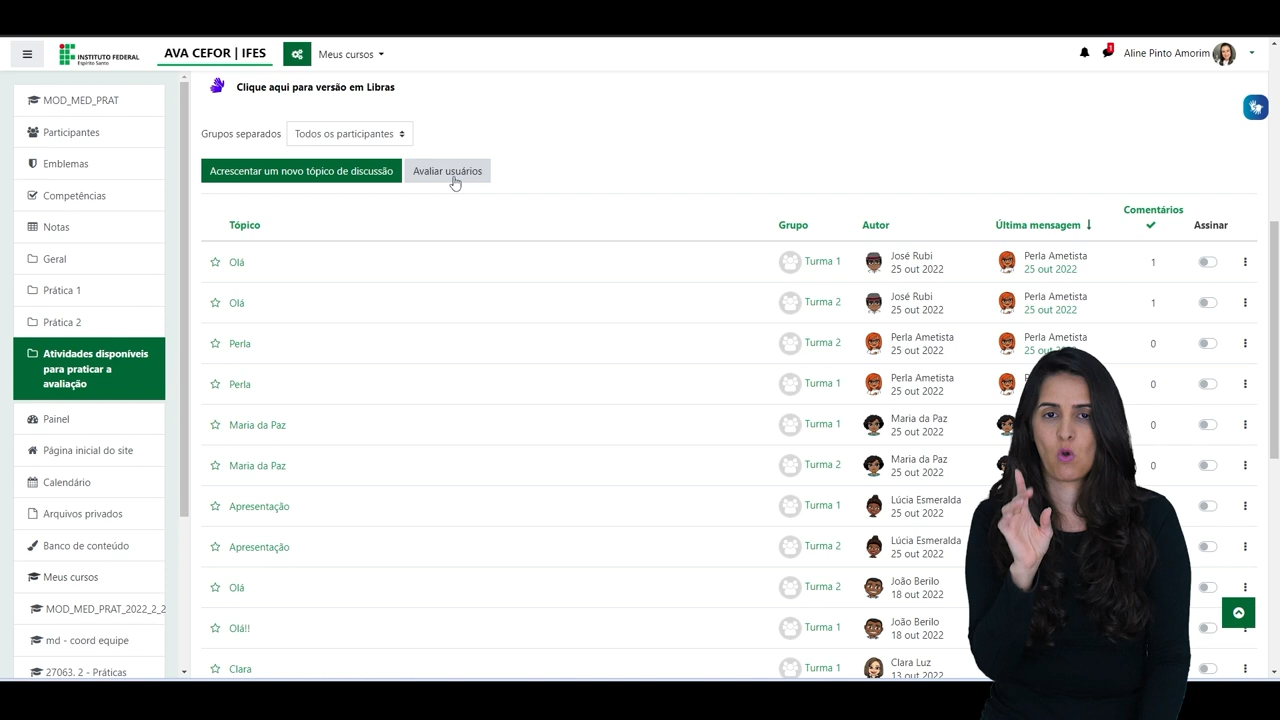 INSTITUTO FEDERAL
Espírito Santo
AVA CEFOR | IFES
Meus cursos
1
Aline Pinto Amorim
MOD_MED_PRAT
Participantes
Emblemas
Competências
Notas
Geral
Prática 1
Prática 2
Atividades disponíveis
para praticar a
avaliação
Painel
Página inicial do site
Calendário
Arquivos privados
Banco de conteúdo
Meus cursos
MOD_MED_PRAT_2022_2_2
md - coord equipe
27063. 2 - Práticas
Clique aqui para versão em Libras
Grupos separados Todos os participantes
Acrescentar um novo tópico de discussão Avaliar usuários
Tópico Grupo Autor Última mensagem Comentários Assinar
Olá Turma 1 José Rubi Perla Ametista 1
25 out 2022 25 out 2022
Olá Turma 2 José Rubi Perla Ametista 1
25 out 2022 25 out 2022
Perla Turma 2 Perla Ametista Perla Ametista 0
25 out 2022 25 out
Perla Turma 1 Perla Ametista 0
25 out 2022
Maria da Paz Turma 1 Maria da Paz 0
25 out 2022
Maria da Paz Turma 2 Maria da Paz 0
25 out 2022
Apresentação Turma 1 Lúcia Esmeralda
25 out 2022
Apresentação Turma 2 Lúcia Esmeralda
25 out 2022
Olá Turma 2 João Berilo
18 out 2022
Olá!! Turma 1 João Berilo
18 out 2022
Clara Turma 1 Clara Luz
13 out 2022